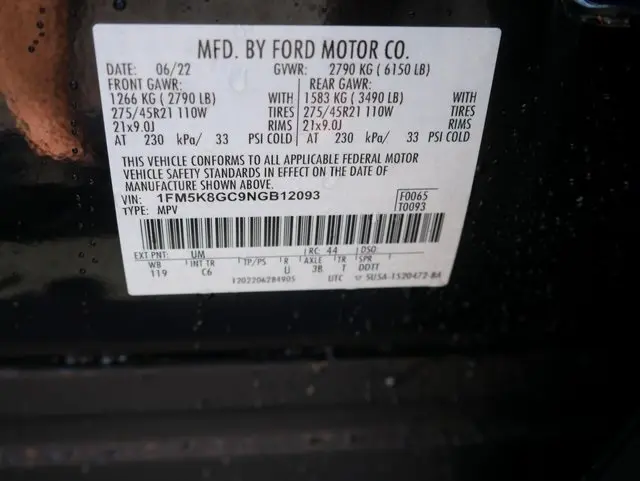 MFD. BY FORD MOTOR CO.
DATE: 06/22 GVWR: 2790 KG ( 6150 LB)
FRONT GAWR: REAR GAWR:
1266 KG ( 2790 LB) WITH 1583 KG ( 3490 LB) WITH
275/45R21 110W TIRES 275/45R21 110W TIRES
21x9.0J RIMS 21x9.0J RIMS
AT 230 kPa/ 33 PSI COLD AT 230 kPa/ 33 PSI COLD
THIS VEHICLE CONFORMS TO ALL APPLICABLE FEDERAL MOTOR
VEHICLE SAFETY STANDARDS IN EFFECT ON THE DATE OF
MANUFACTURE SHOWN ABOVE.
VIN: 1FM5K8GC9NGB12093 F0065
TYPE: MPV T0093
EXT PNT: UM RC: 44 DSO:
WB INT TR TP/PS R AXLE TR SPR
119 C6 U 3B T DDTT
1202206284905 UTC 5U5A-1520472-BA